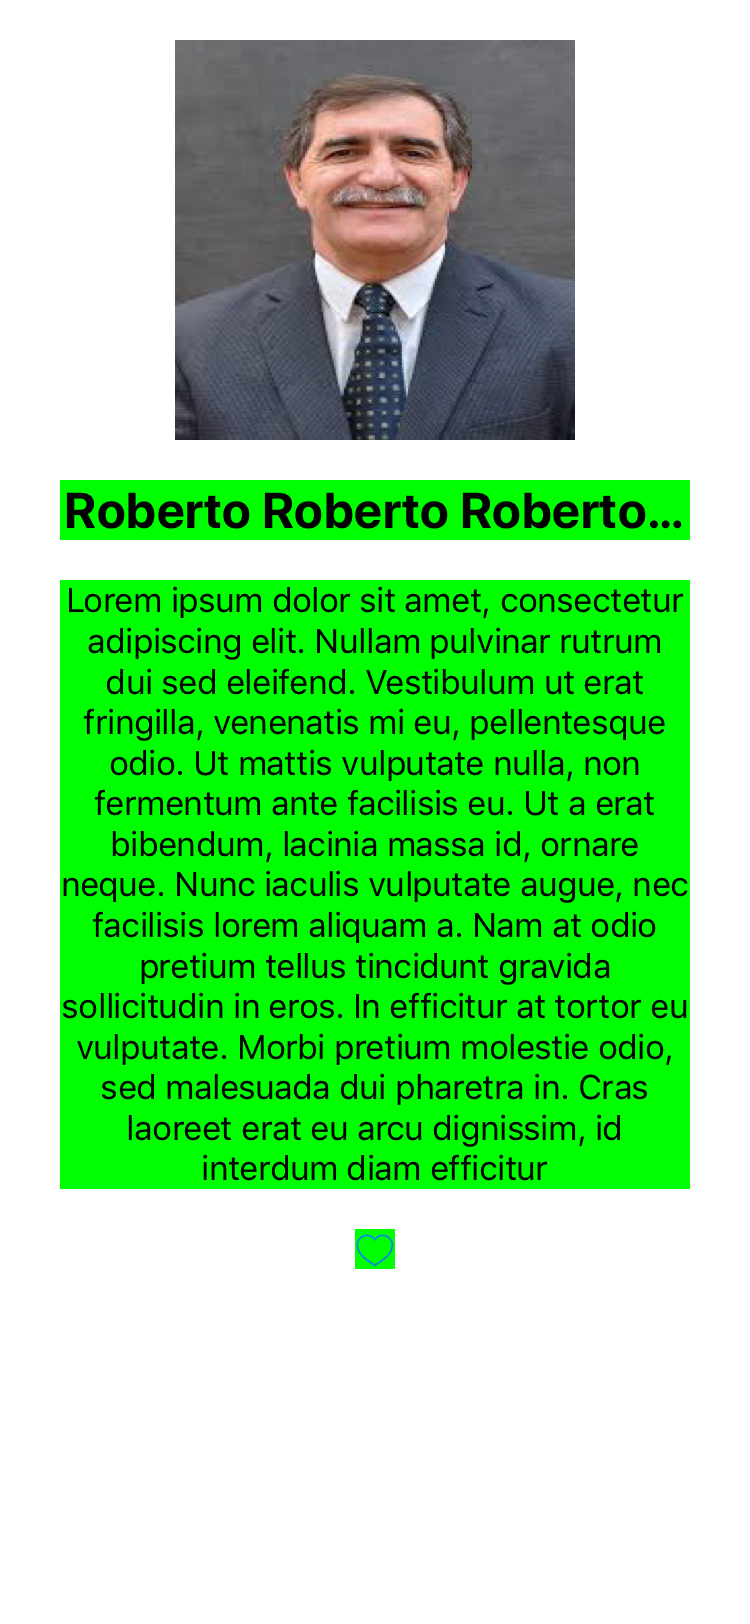 Roberto Roberto Roberto...
Lorem ipsum dolor sit amet, consectetur
adipiscing elit. Nullam pulvinar rutrum
dui sed eleifend. Vestibulum ut erat
fringilla, venenatis mi eu, pellentesque
odio. Ut mattis vulputate nulla, non
fermentum ante facilisis eu. Ut a erat
bibendum, lacinia massa id, ornare
neque. Nunc iaculis vulputate augue, nec
facilisis lorem aliquam a. Nam at odio
pretium tellus tincidunt gravida
sollicitudin in eros. In efficitur at tortor eu
vulputate. Morbi pretium molestie odio,
sed malesuada dui pharetra in. Cras
laoreet erat eu arcu dignissim, id
interdum diam efficitur